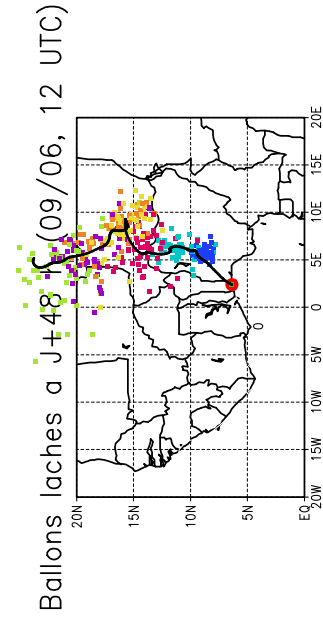 Ballons laches a J+48h (09/06, 12 UTC)
20N
15N
10N
5N
EQ
0
20W
15W
10W
5W
0
5E
10E
15E
20E